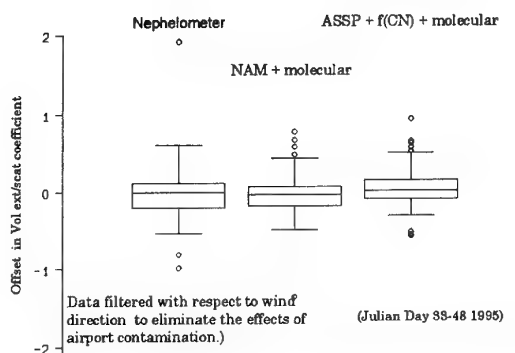 Nephelometer
ASSP + f(CN) + molecular
NAM + molecular
Offset in Vol ext/scat coefficient
2
1
0
-1
-2
Data filtered with respect to wind
direction to eliminate the effects of
airport contamination.)
(Julian Day 33-48 1995)